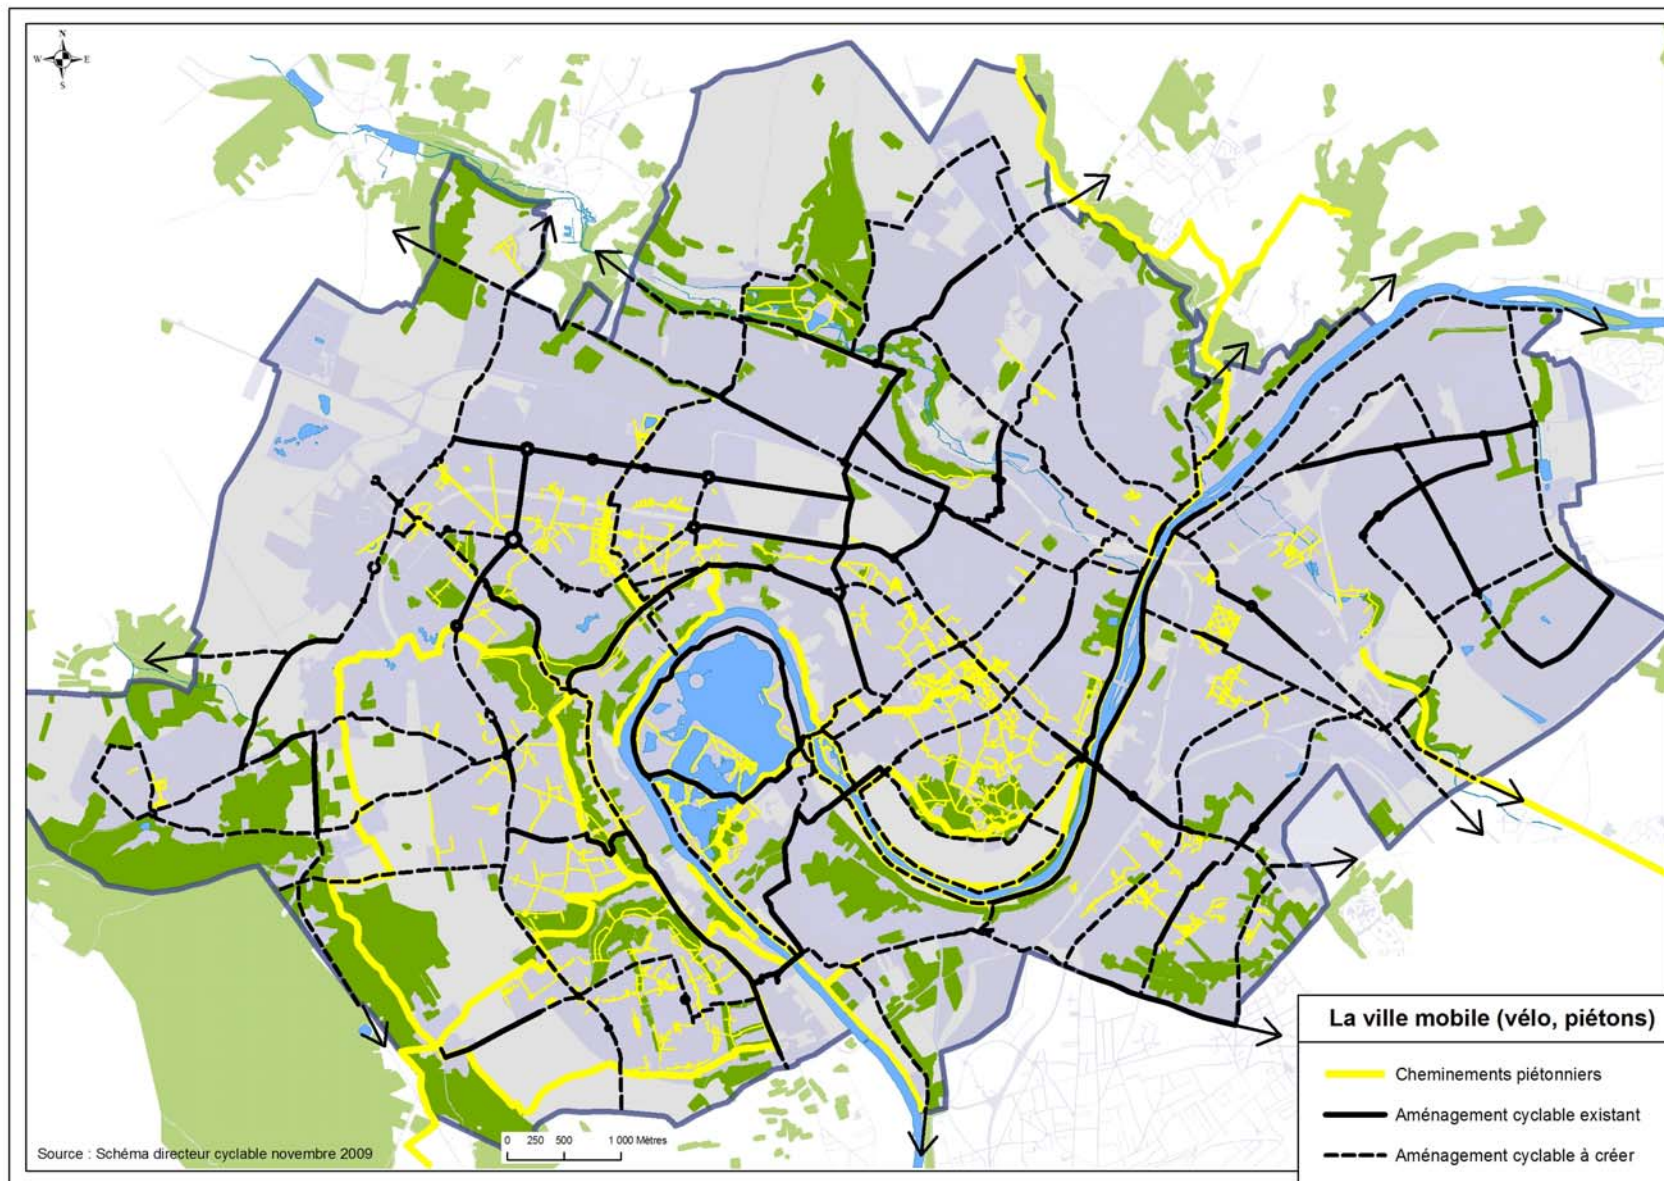 N
W E
S
La ville mobile (vélo, piétons)
Cheminements piétonniers
Aménagement cyclable existant
Aménagement cyclable à créer
0 250 500 1 000 Mètres
Source : Schéma directeur cyclable novembre 2009